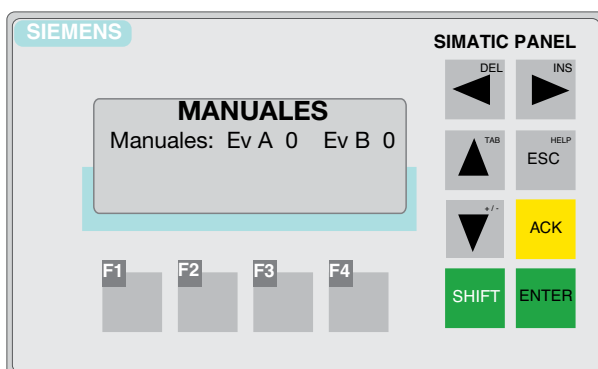 SIEMENS
SIMATIC PANEL
MANUALES
Manuales: Ev A 0 Ev B 0
DEL
INS
TAB
HELP
ESC
+ / -
ACK
F1 F2 F3 F4
SHIFT
ENTER